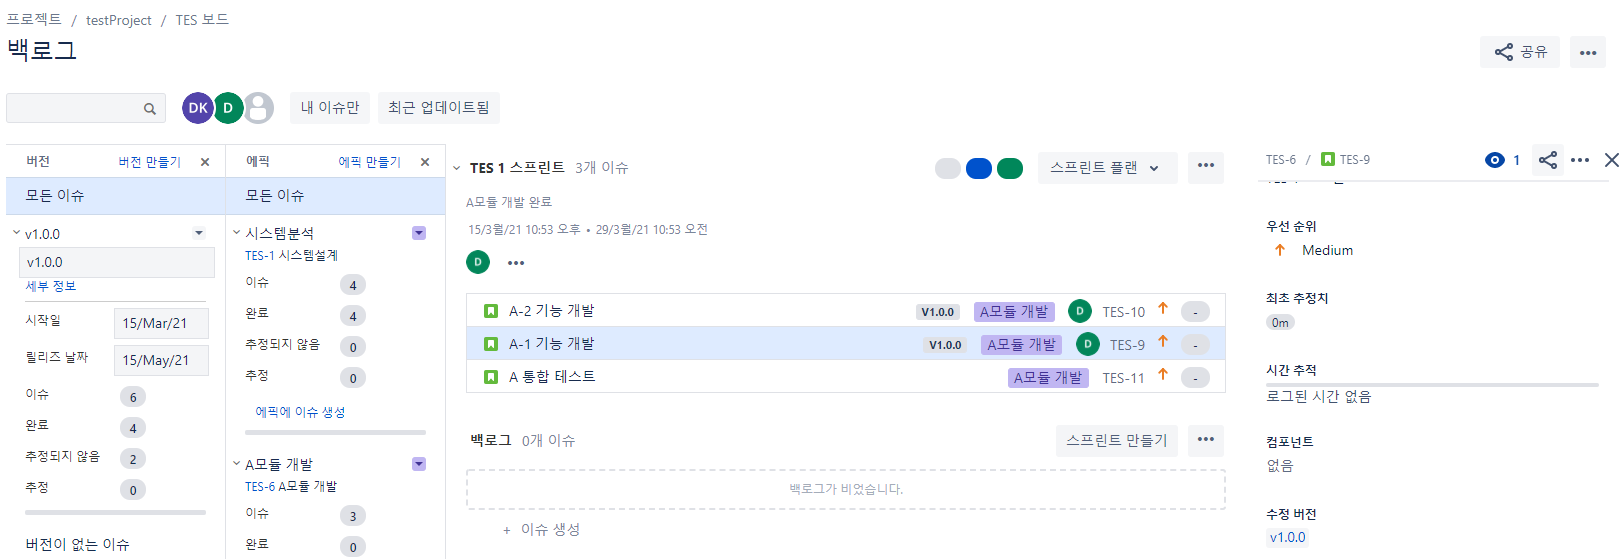 프로젝트 / testProject / TES 보드
백로그
공유
DK D 내 이슈만 최근 업데이트됨
버전 버전 만들기
모든 이슈
v1.0.0
v1.0.0
세부 정보
시작일 15/Mar/21
릴리즈 날짜 15/May/21
이슈 6
완료 4
추정되지 않음 2
추정 0
버전이 없는 이슈
에픽 에픽 만들기
모든 이슈
시스템분석
TES-1 시스템설계
이슈 4
완료 4
추정되지 않음 0
추정 0
에픽에 이슈 생성
A모듈 개발
TES-6 A모듈 개발
이슈 3
완료 0
TES 1 스프린트 3개 이슈 스프린트 플랜
A모듈 개발 완료
15/3월/21 10:53 오후 • 29/3월/21 10:53 오전
D
A-2 기능 개발 V1.0.0 A모듈 개발 D TES-10 -
A-1 기능 개발 V1.0.0 A모듈 개발 D TES-9 -
A 통합 테스트 A모듈 개발 TES-11 -
백로그 0개 이슈 스프린트 만들기
백로그가 비었습니다.
+ 이슈 생성
TES-6 / TES-9 1
우선 순위
Medium
최초 추정치
0m
시간 추적
로그된 시간 없음
컴포넌트
없음
수정 버전
v1.0.0